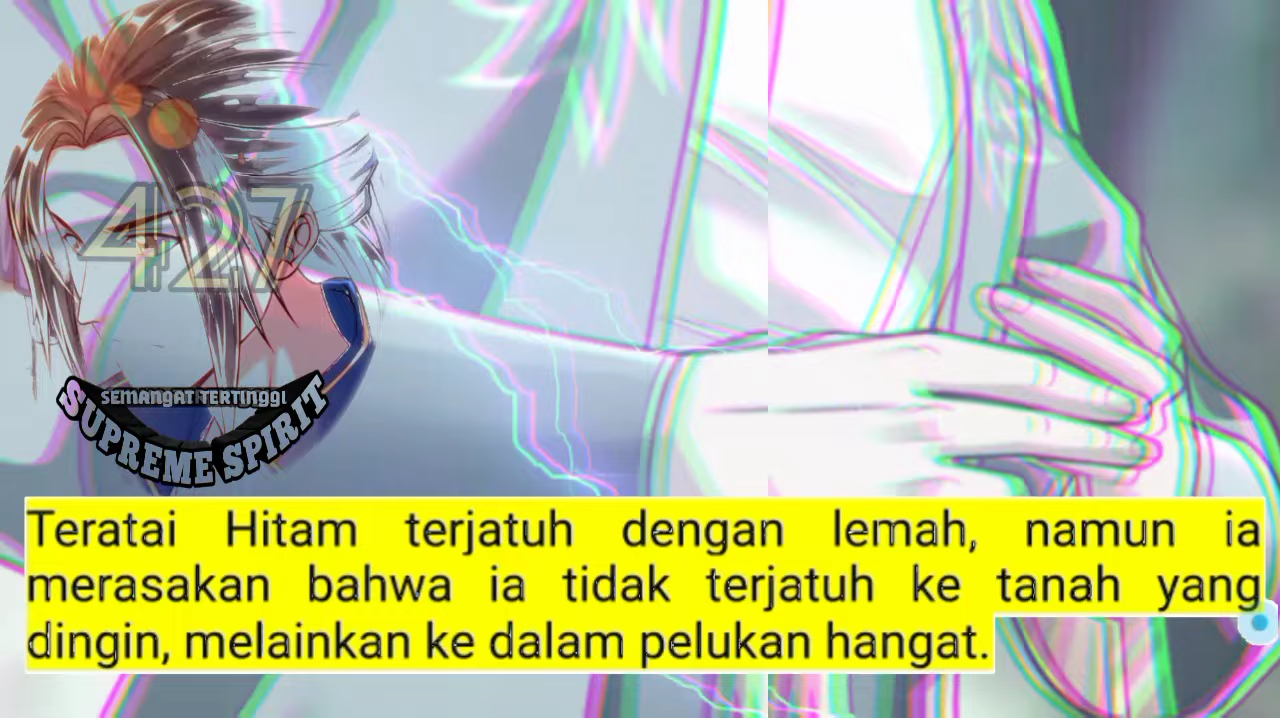 427
SEMANGAT TERTINGGI
SUPREME SPIRIT
Teratai Hitam terjatuh dengan lemah, namun ia
merasakan bahwa ia tidak terjatuh ke tanah yang
dingin, melainkan ke dalam pelukan hangat.